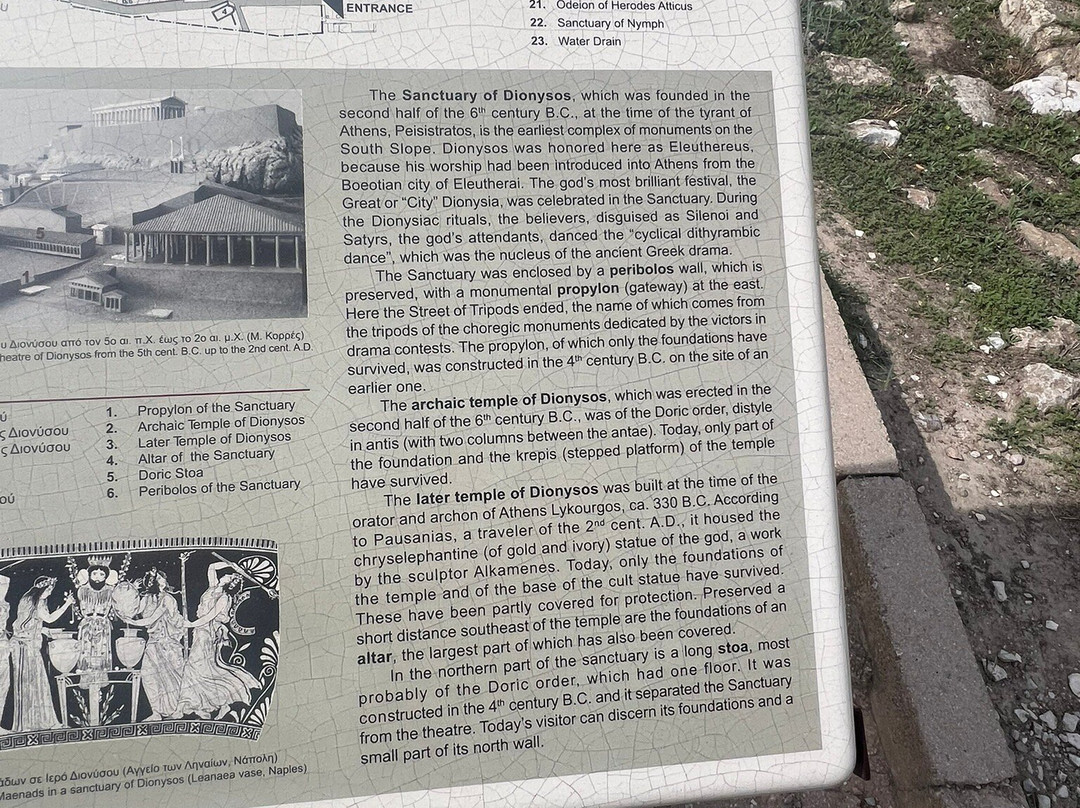 ENTRANCE
21. Odeion of Herodes Atticus
22. Sanctuary of Nymph
23. Water Drain
The Sanctuary of Dionysos, which was founded in the
second half of the 6th century B.C., at the time of the tyrant of
Athens, Peisistratos, is the earliest complex of monuments on the
South Slope. Dionysos was honored here as Eleuthereus,
because his worship had been introduced into Athens from the
Boeotian city of Eleutherai. The god's most brilliant festival, the
Great or “City” Dionysia, was celebrated in the Sanctuary. During
the Dionysiac rituals, the believers, disguised as Silenoi and
Satyrs, the god's attendants, danced the “cyclical dithyrambic
dance”, which was the nucleus of the ancient Greek drama.
The Sanctuary was enclosed by a peribolos wall, which is
preserved, with a monumental propylon (gateway) at the east.
Here the Street of Tripods ended, the name of which comes from
the tripods of the choregic monuments dedicated by the victors in
drama contests. The propylon, of which only the foundations have
survived, was constructed in the 4th century B.C. on the site of an
earlier one.
The archaic temple of Dionysos, which was erected in the
second half of the 6th century B.C., was of the Doric order, distyle
in antis (with two columns between the antae). Today, only part of
the foundation and the krepis (stepped platform) of the temple
have survived.
The later temple of Dionysos was built at the time of the
orator and archon of Athens Lykourgos, ca. 330 B.C. According
to Pausanias, a traveler of the 2nd cent. A.D., it housed the
chryselephantine (of gold and ivory) statue of the god, a work
by the sculptor Alkamenes. Today, only the foundations of
the temple and of the base of the cult statue have survived.
These have been partly covered for protection. Preserved a
short distance southeast of the temple are the foundations of an
altar, the largest part of which has also been covered.
In the northern part of the sanctuary is a long stoa, most
probably of the Doric order, which had one floor. It was
constructed in the 4th century B.C. and it separated the Sanctuary
from the theatre. Today's visitor can discern its foundations and a
small part of its north wall.
5
1
υ Διονύσου από τον 5ο αι. π.Χ. έως το 2ο αι. μ.Χ. (Μ. Κορρές)
heatre of Dionysos from the 5th cent. B.C. up to the 2nd cent. A.D
Διονύσου
ς Διονύσου
1. Propylon of the Sanctuary
2. Archaic Temple of Dionysos
3. Later Temple of Dionysos
4. Altar of the Sanctuary
5. Doric Stoa
6. Peribolos of the Sanctuary
άδων σε Ιερό Διονύσου (Αγγείο των Ληναίων, Νάπολη)
Maenads in a sanctuary of Dionysos (Leanaea vase, Naples)